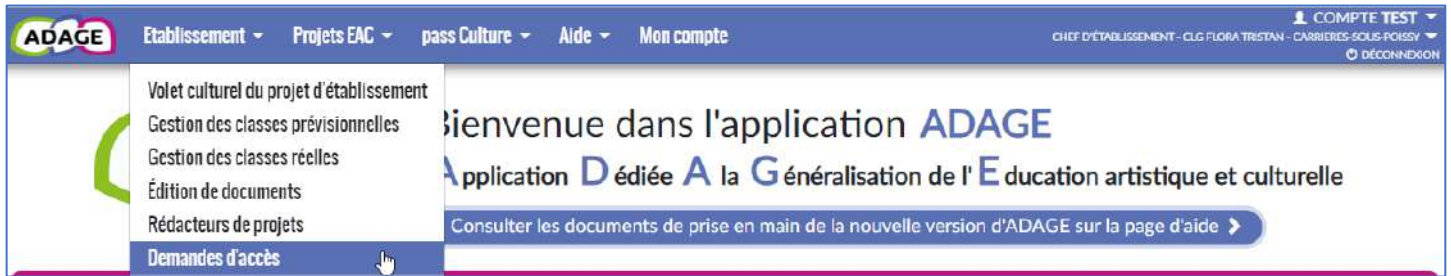 COMPTE TEST
ADAGE Etablissement Projets EAC pass Culture Aide Mon compte
CHEF D'ÉTABLISSEMENT - CLG FLORA TRISTAN - CARRIERES-SOUS-POISSY
DÉCONNEXION
Volet culturel du projet d'établissement
Gestion des classes prévisionnelles
Gestion des classes réelles
Édition de documents
Rédacteurs de projets
Demandes d'accès
Bienvenue dans l'application ADAGE
Application Dédiée A la Généralisation de l'Education artistique et culturelle
Consulter les documents de prise en main de la nouvelle version d'ADAGE sur la page d'aide